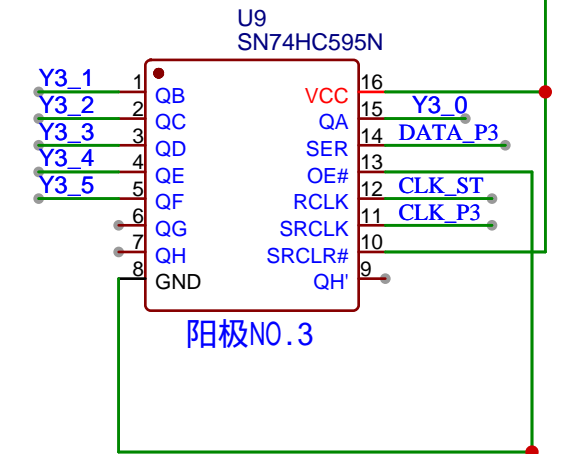 U9
SN74HC595N
Y3_1 1 QB VCC 16
Y3_2 2 QC QA 15 Y3_0
Y3_3 3 QD SER 14 DATA_P3
Y3_4 4 QE OE# 13
Y3_5 5 QF RCLK 12 CLK_ST
6 QG SRCLK 11 CLK_P3
7 QH SRCLR# 10
8 GND QH' 9
阳极NO.3